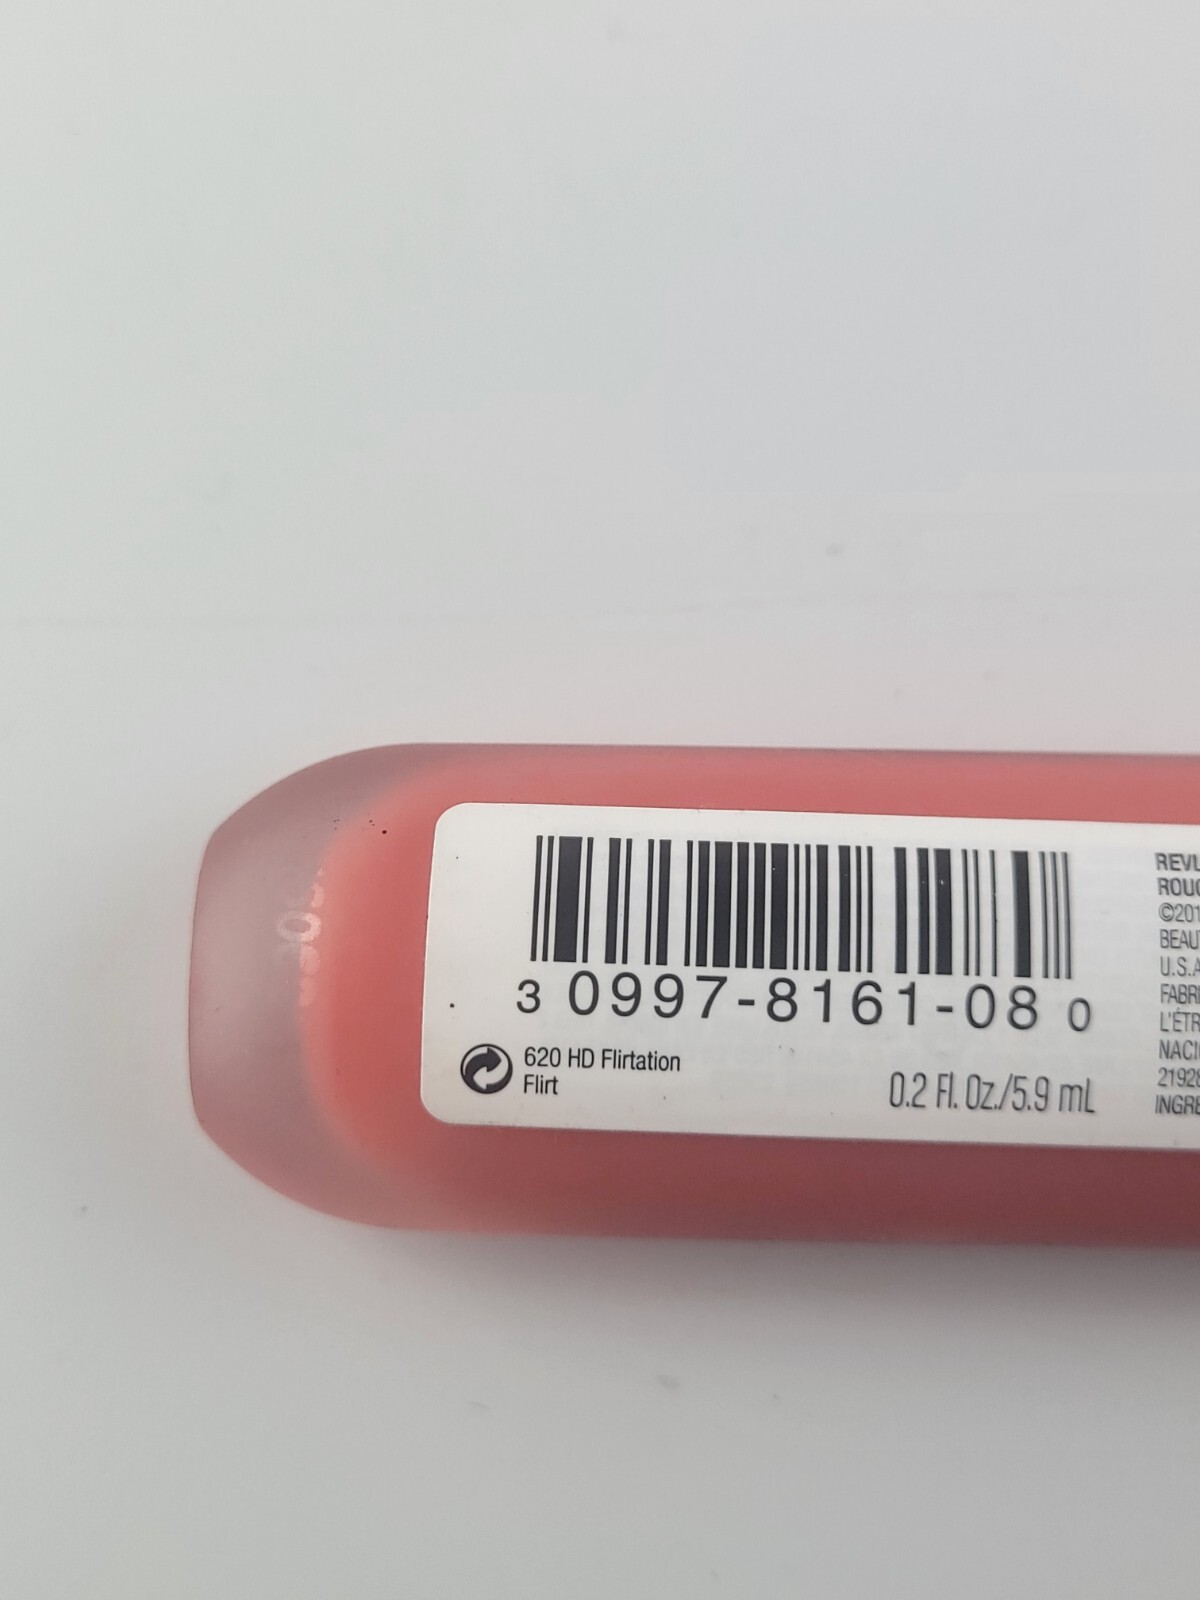 3 0997-8161-08 0
620 HD Flirtation
Flirt
0.2 Fl. Oz./5.9 mL
REVL
ROUG
©201
BEAU
U.S.A
FABRI
L'ÉTR
NACI
21928
INGRE